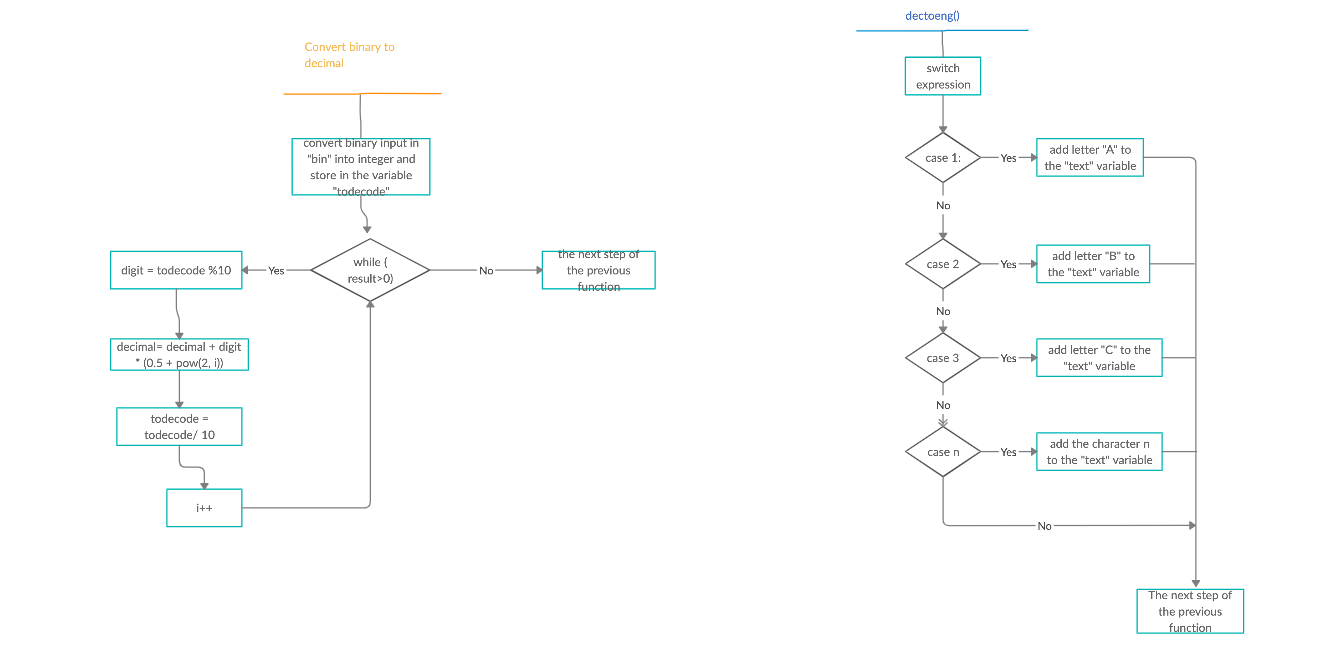 Convert binary to
decimal
convert binary input in
"bin" into integer and
store in the variable
"todecode"
while (
result>0)
Yes
No
digit = todecode %10
the next step of
the previous
function
decimal= decimal + digit
* (0.5 + pow(2, i))
todecode =
todecode/ 10
i++
dectoeng()
switch
expression
case 1:
Yes
add letter "A" to
the "text" variable
No
case 2
Yes
add letter "B" to
the "text" variable
No
case 3
Yes
add letter "C" to the
"text" variable
No
case n
Yes
add the character n
to the "text" variable
No
The next step of
the previous
function